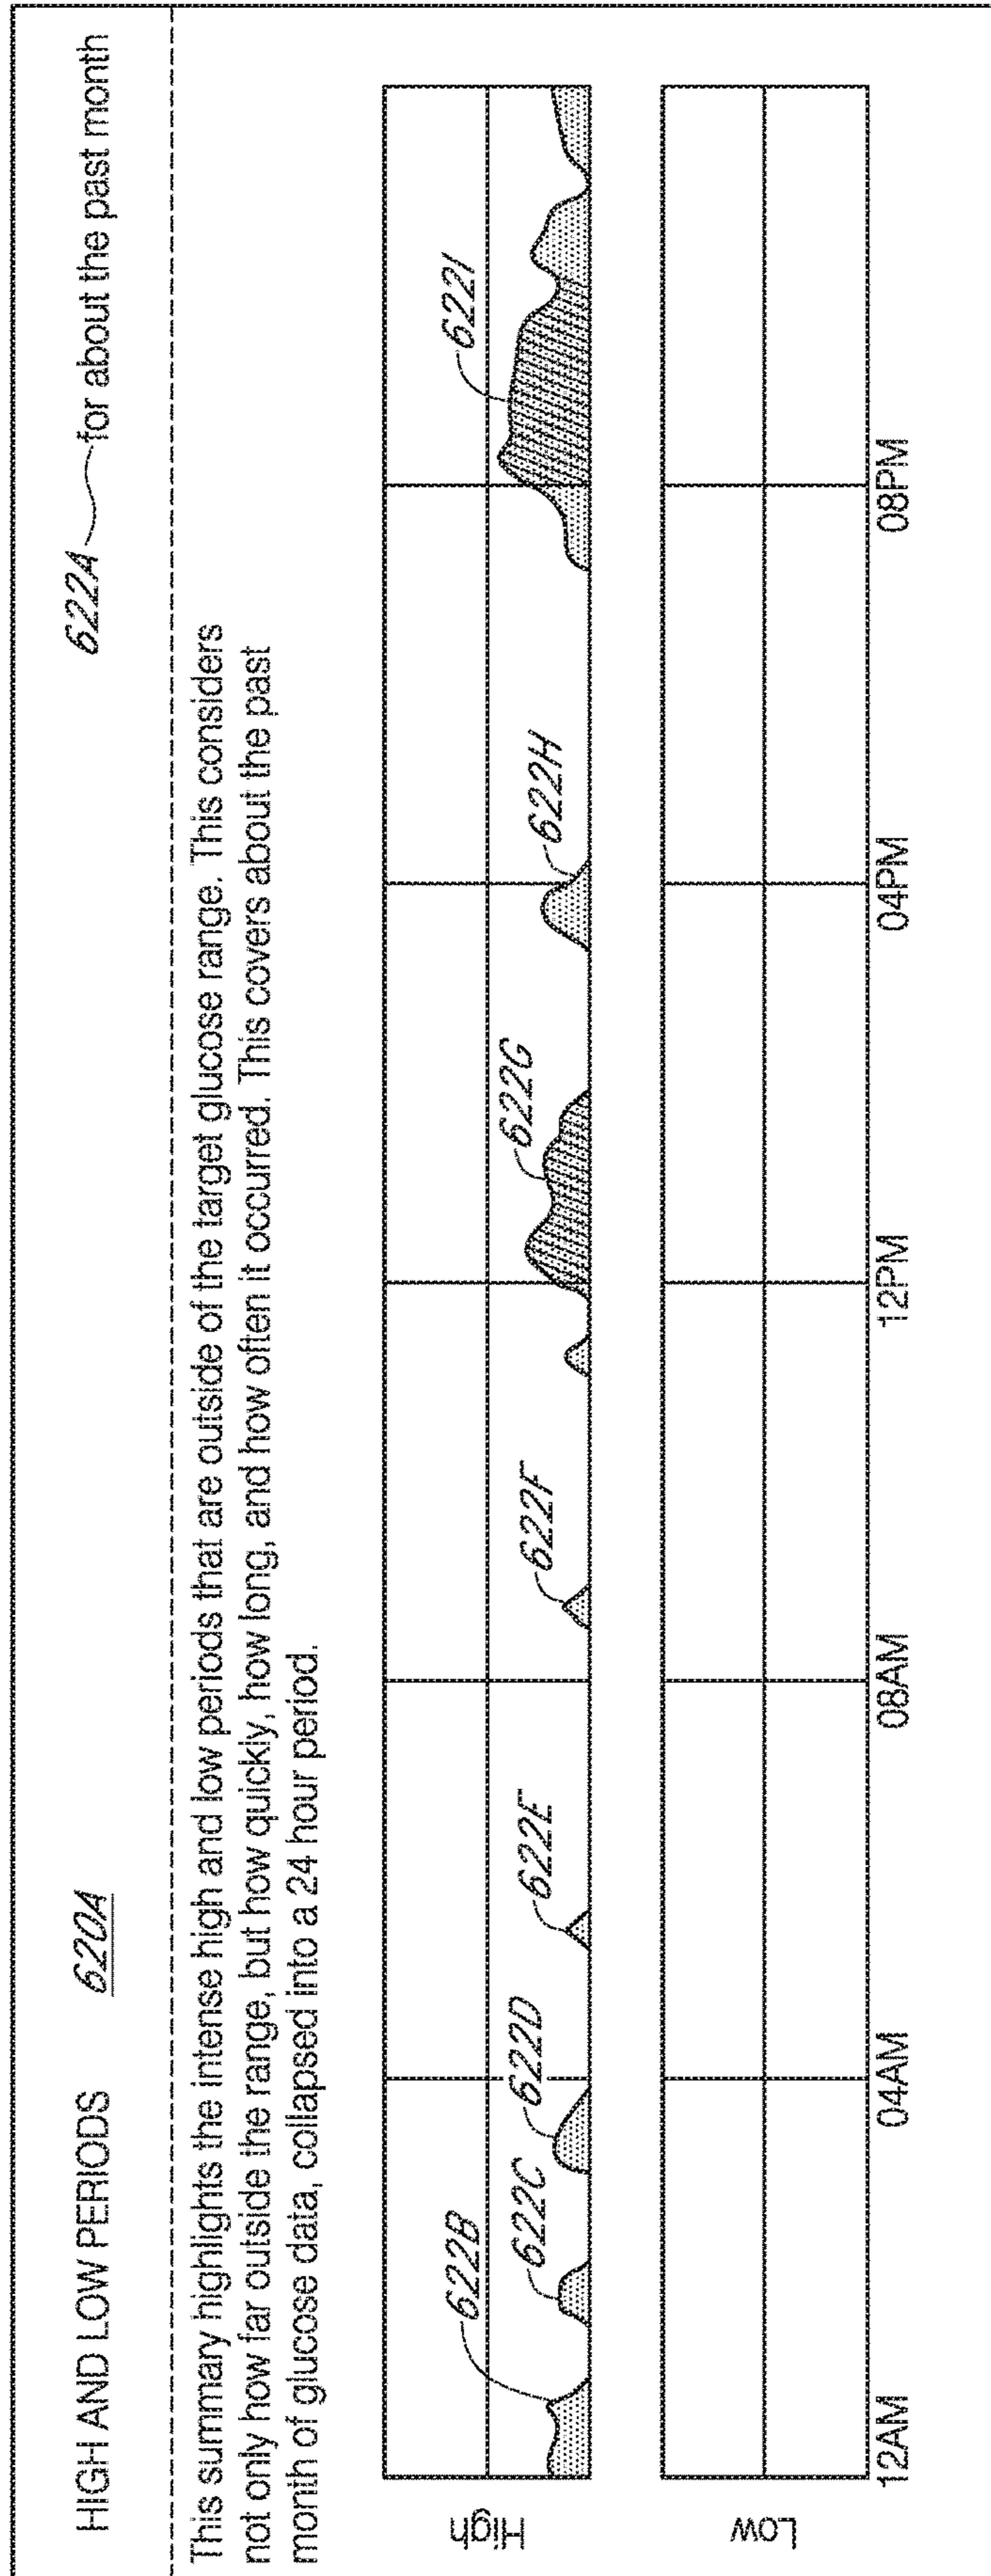 HIGH AND LOW PERIODS 620A 622A for about the past month
This summary highlights the intense high and low periods that are outside of the target glucose range. This considers
not only how far outside the range, but how quickly, how long, and how often it occurred. This covers about the past
month of glucose data, collapsed into a 24 hour period.
High
622B
622C
622D
622E
622F
622G
622H
622I
Low
12AM 04AM 08AM 12PM 04PM 08PM